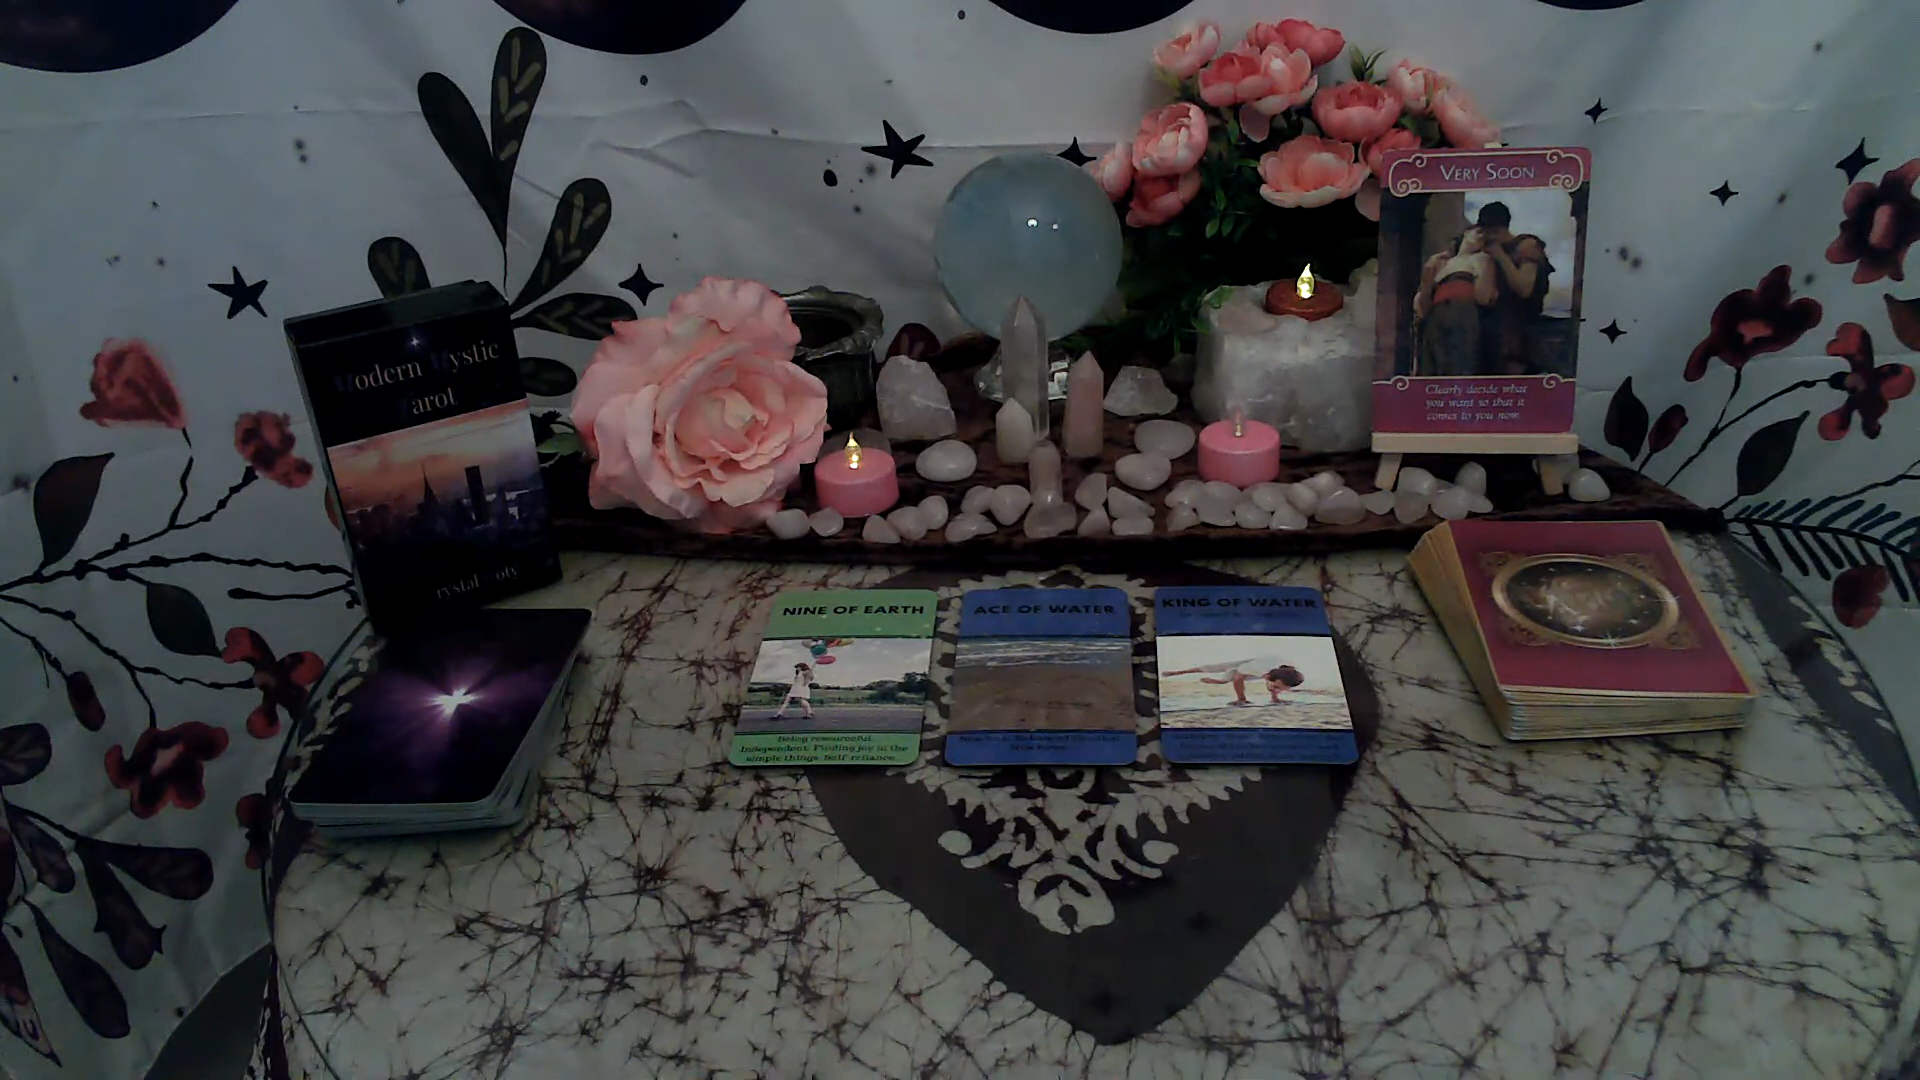 Modern Mystic
Tarot
VERY SOON
Clearly decide what
you want so that it
comes to you now.
NINE OF EARTH
Being resourceful.
Independent. Finding joy in the
simple things. Self-reliance.
ACE OF WATER
KING OF WATER